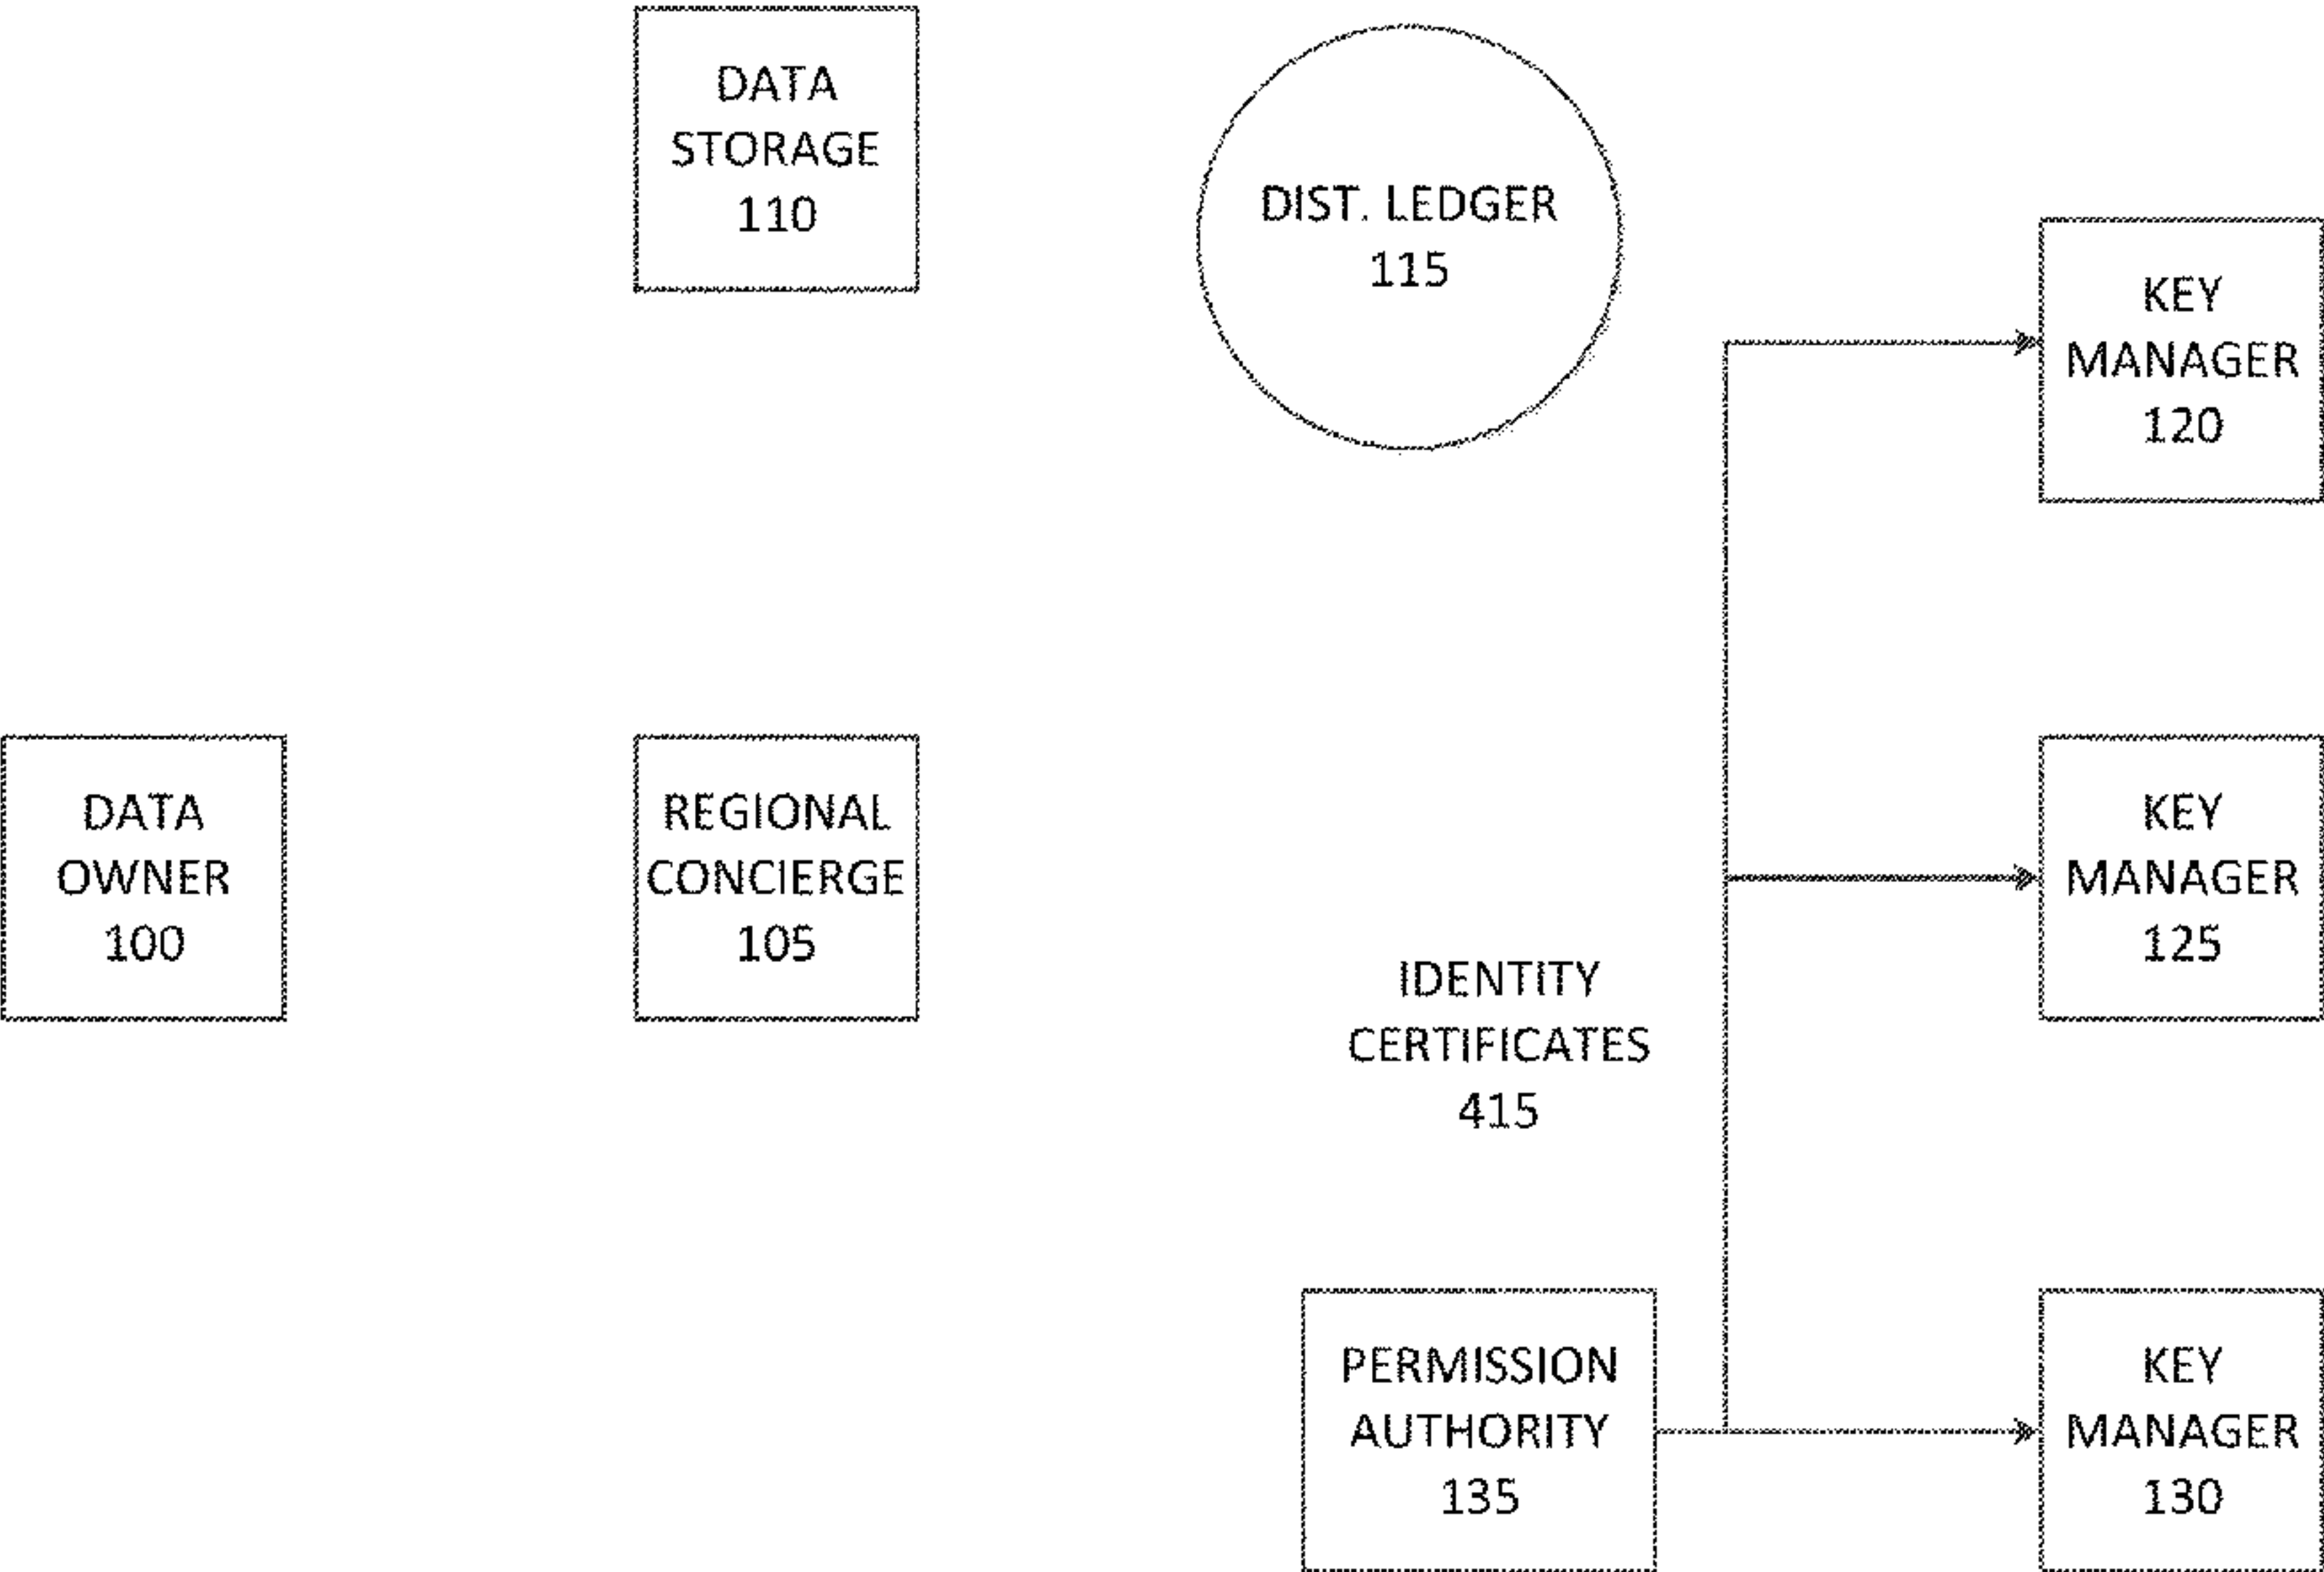 DATA
STORAGE
110
DIST. LEDGER
115
KEY
MANAGER
120
DATA
OWNER
100
REGIONAL
CONCIERGE
105
KEY
MANAGER
125
IDENTITY
CERTIFICATES
415
PERMISSION
AUTHORITY
135
KEY
MANAGER
130